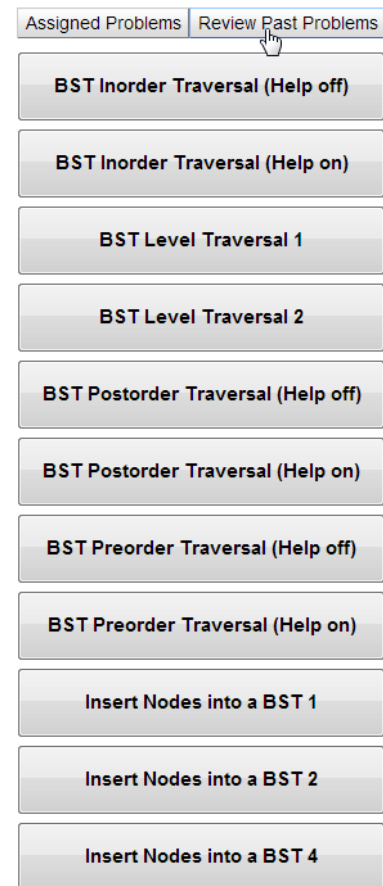 Assigned Problems Review Past Problems
BST Inorder Traversal (Help off)
BST Inorder Traversal (Help on)
BST Level Traversal 1
BST Level Traversal 2
BST Postorder Traversal (Help off)
BST Postorder Traversal (Help on)
BST Preorder Traversal (Help off)
BST Preorder Traversal (Help on)
Insert Nodes into a BST 1
Insert Nodes into a BST 2
Insert Nodes into a BST 4